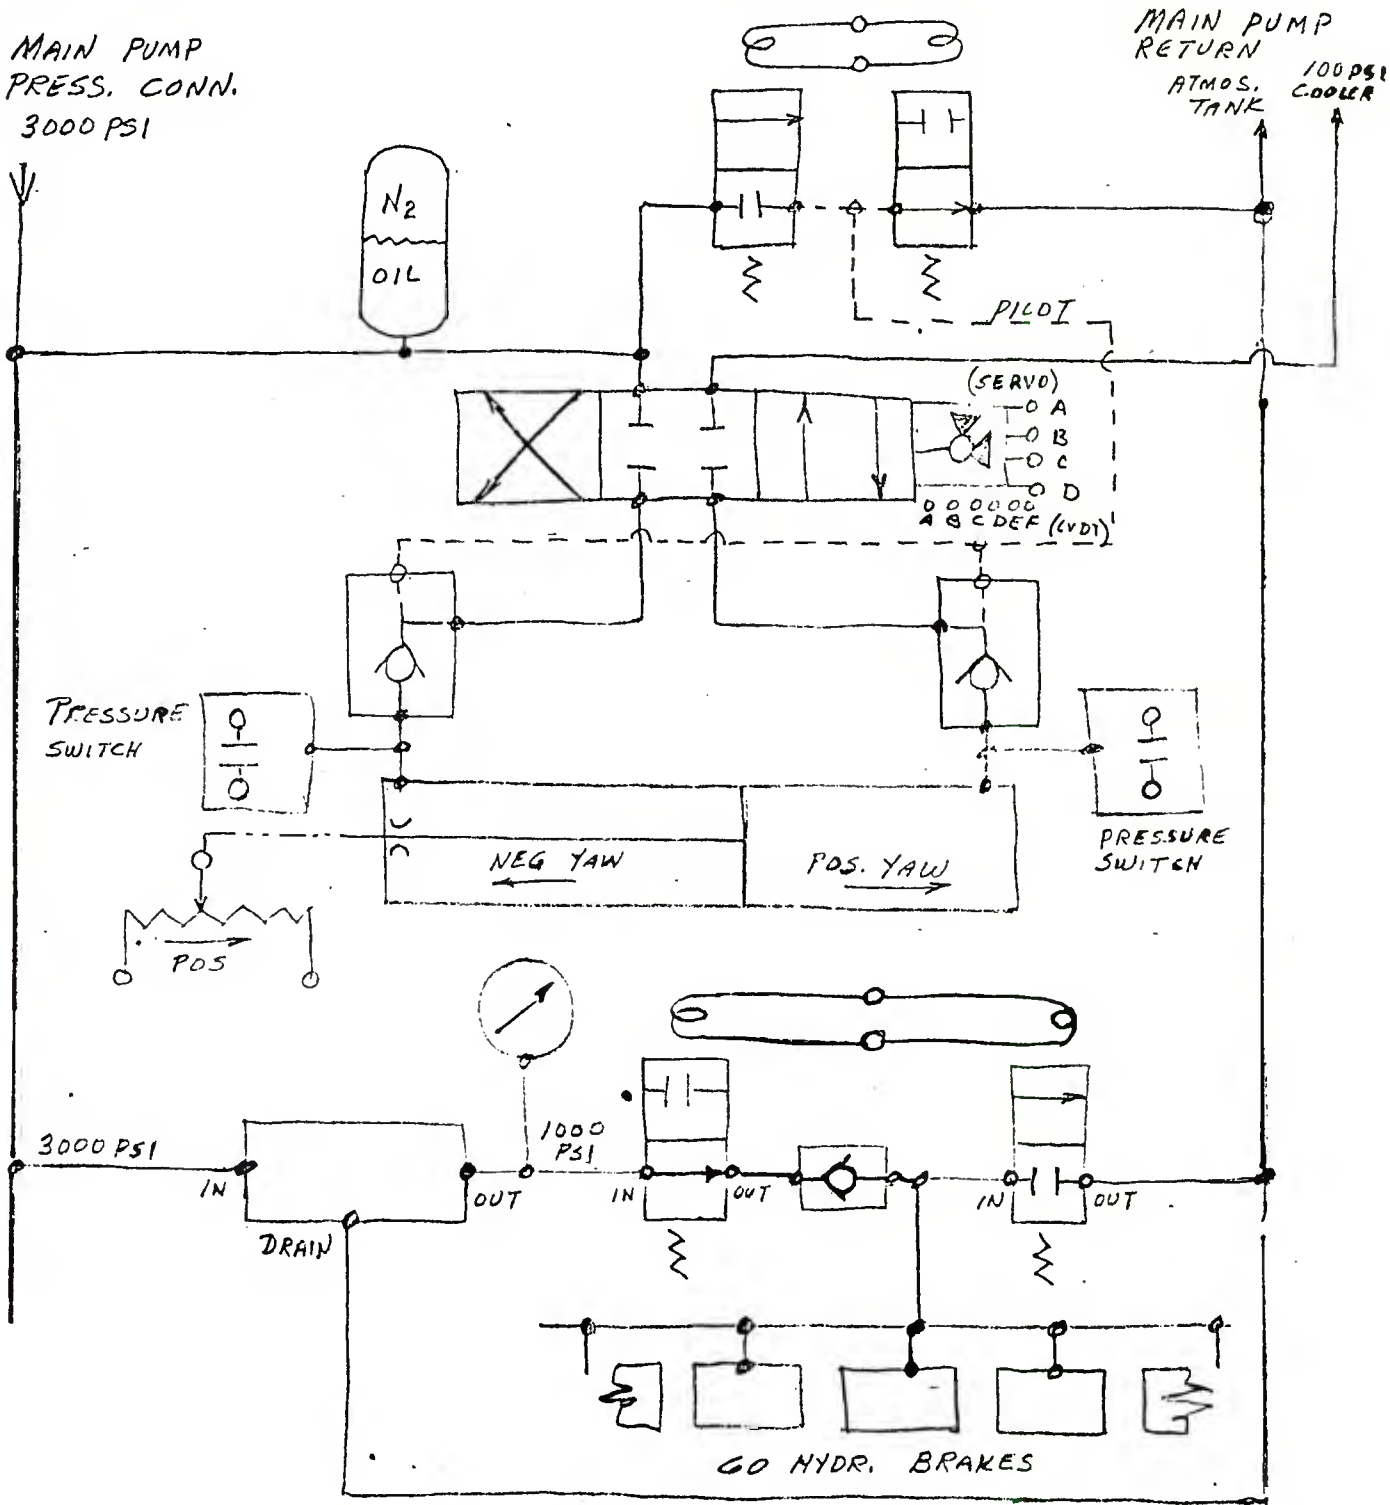 MAIN PUMP
PRESS. CONN.
3000 PSI
MAIN PUMP
RETURN
ATMOS.
TANK
100 PSI
COOLER
N2
OIL
PILOT
(SERVO)
A
B
C
D
A B C D E F (LVDT)
PRESSURE
SWITCH
PRESSURE
SWITCH
NEG YAW
POS. YAW
POS
3000 PSI
IN
OUT
DRAIN
1000
PSI
IN
OUT
IN
OUT
60 HYDR. BRAKES